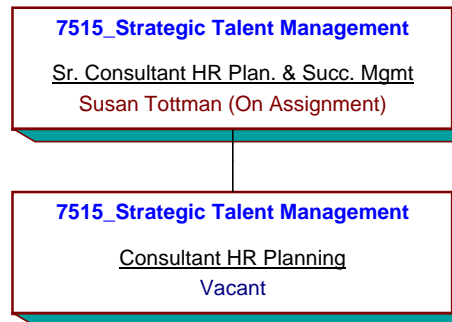 7515_Strategic Talent Management
Sr. Consultant HR Plan. & Succ. Mgmt
Susan Tottman (On Assignment)
7515_Strategic Talent Management
Consultant HR Planning
Vacant